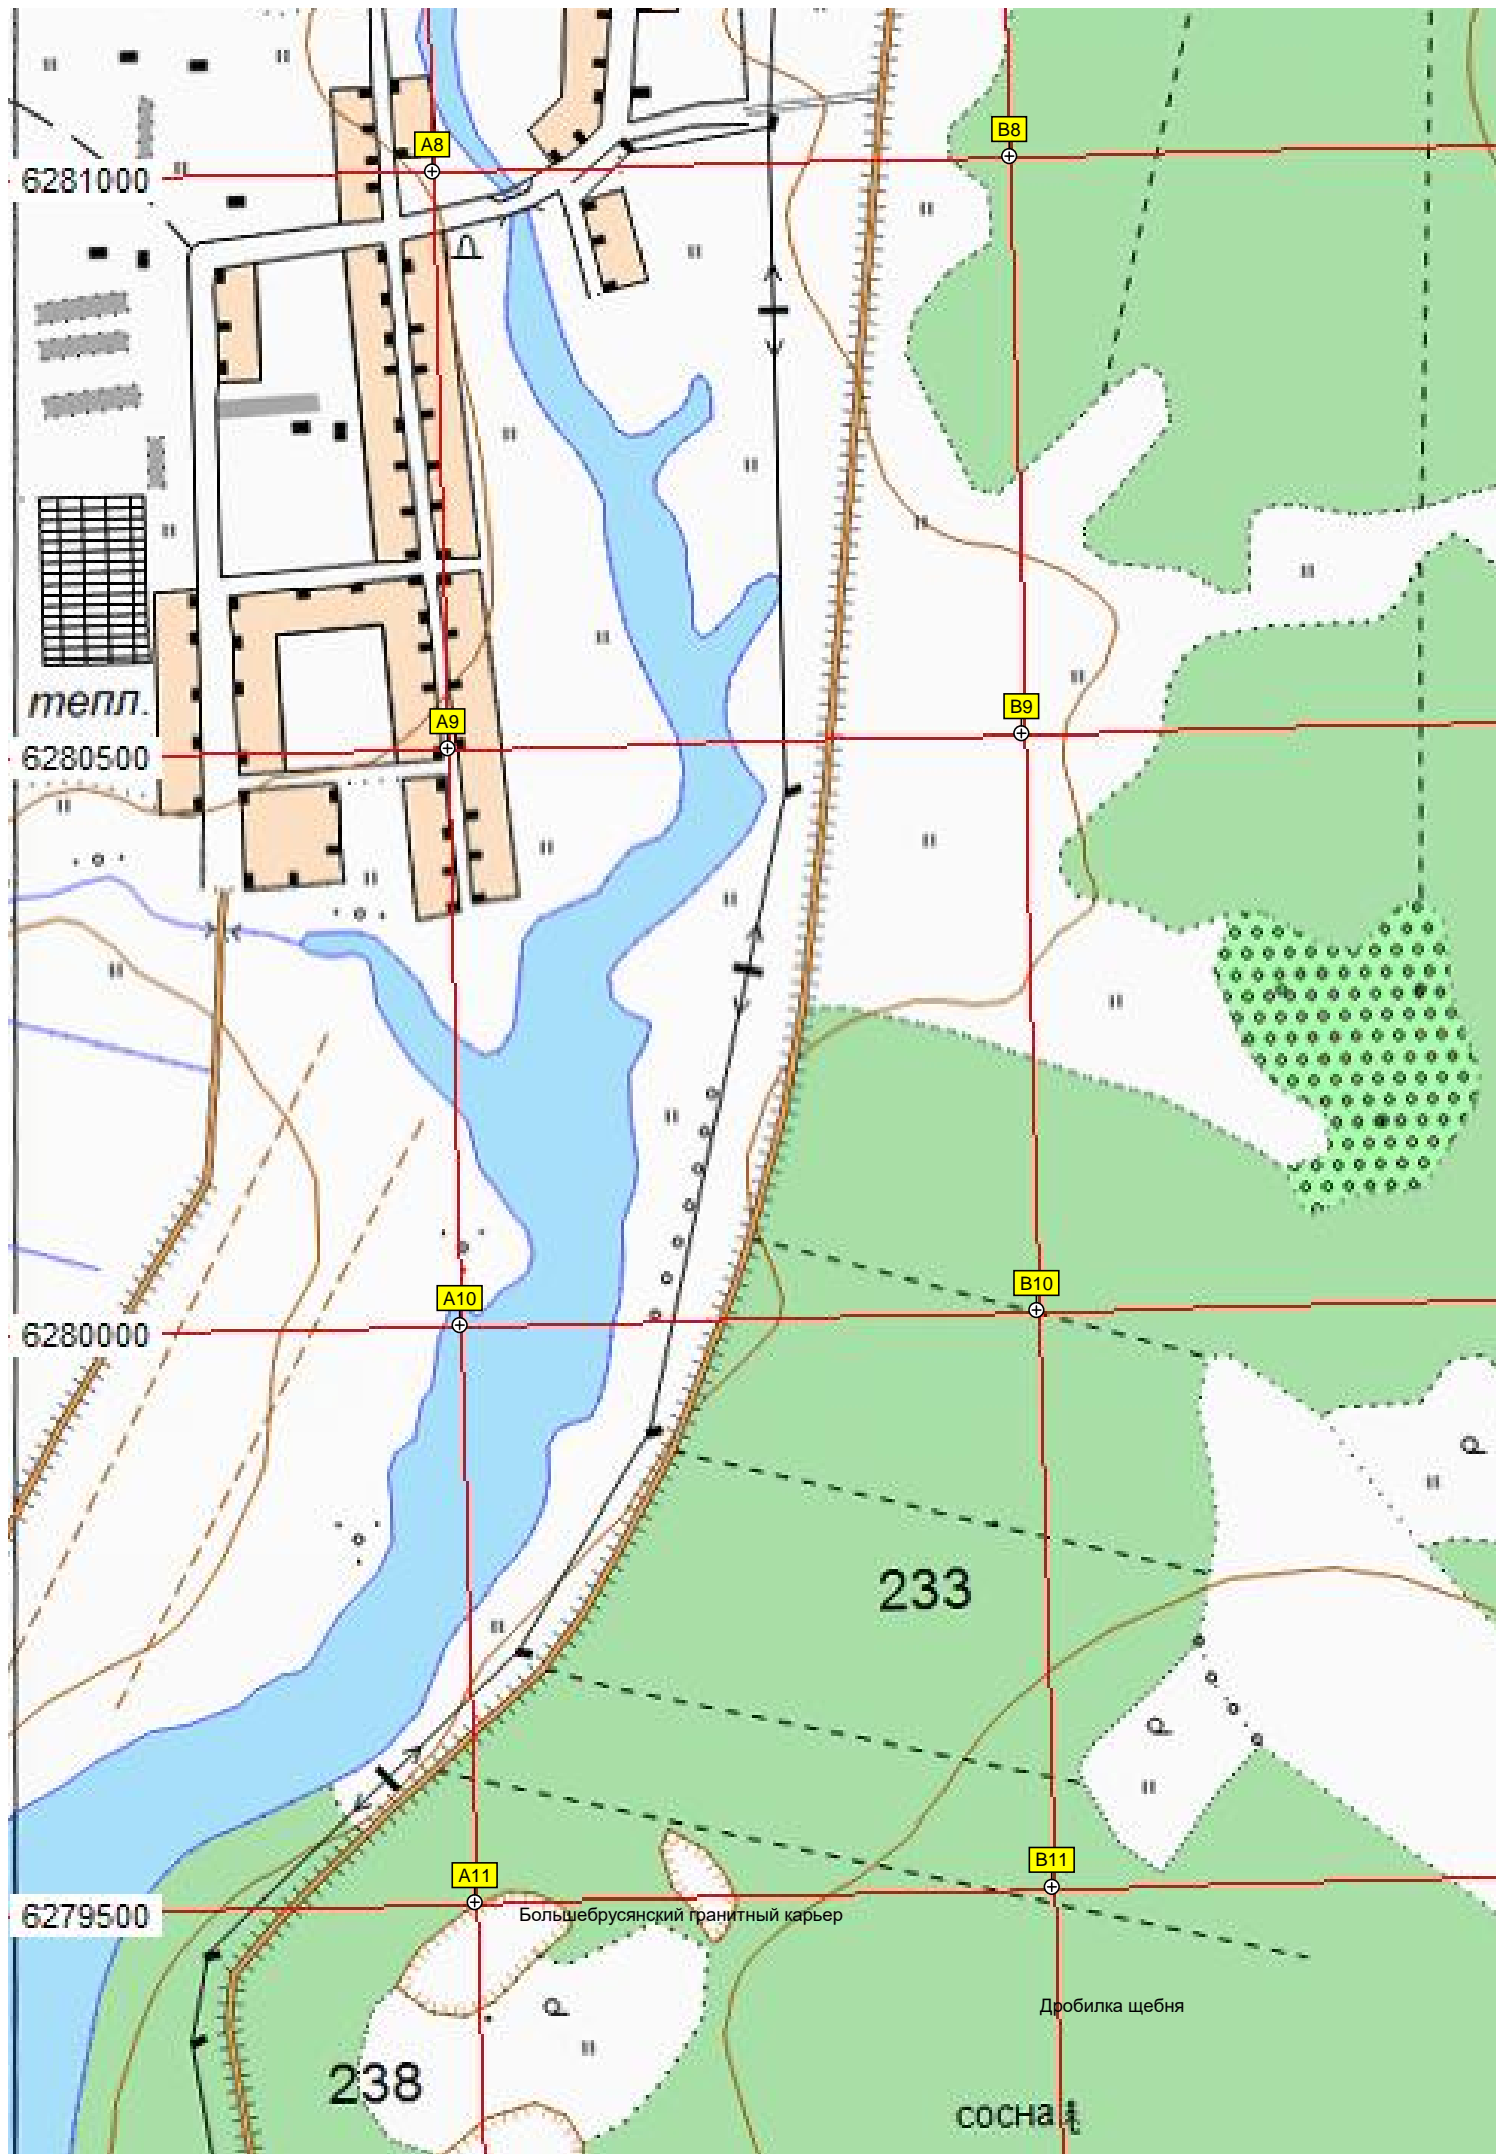 A8
B8
6281000
тепл.
A9
B9
6280500
A10
B10
6280000
233
A11
B11
6279500
Большебрусянский гранитный карьер
Дробилка щебня
238
сосна